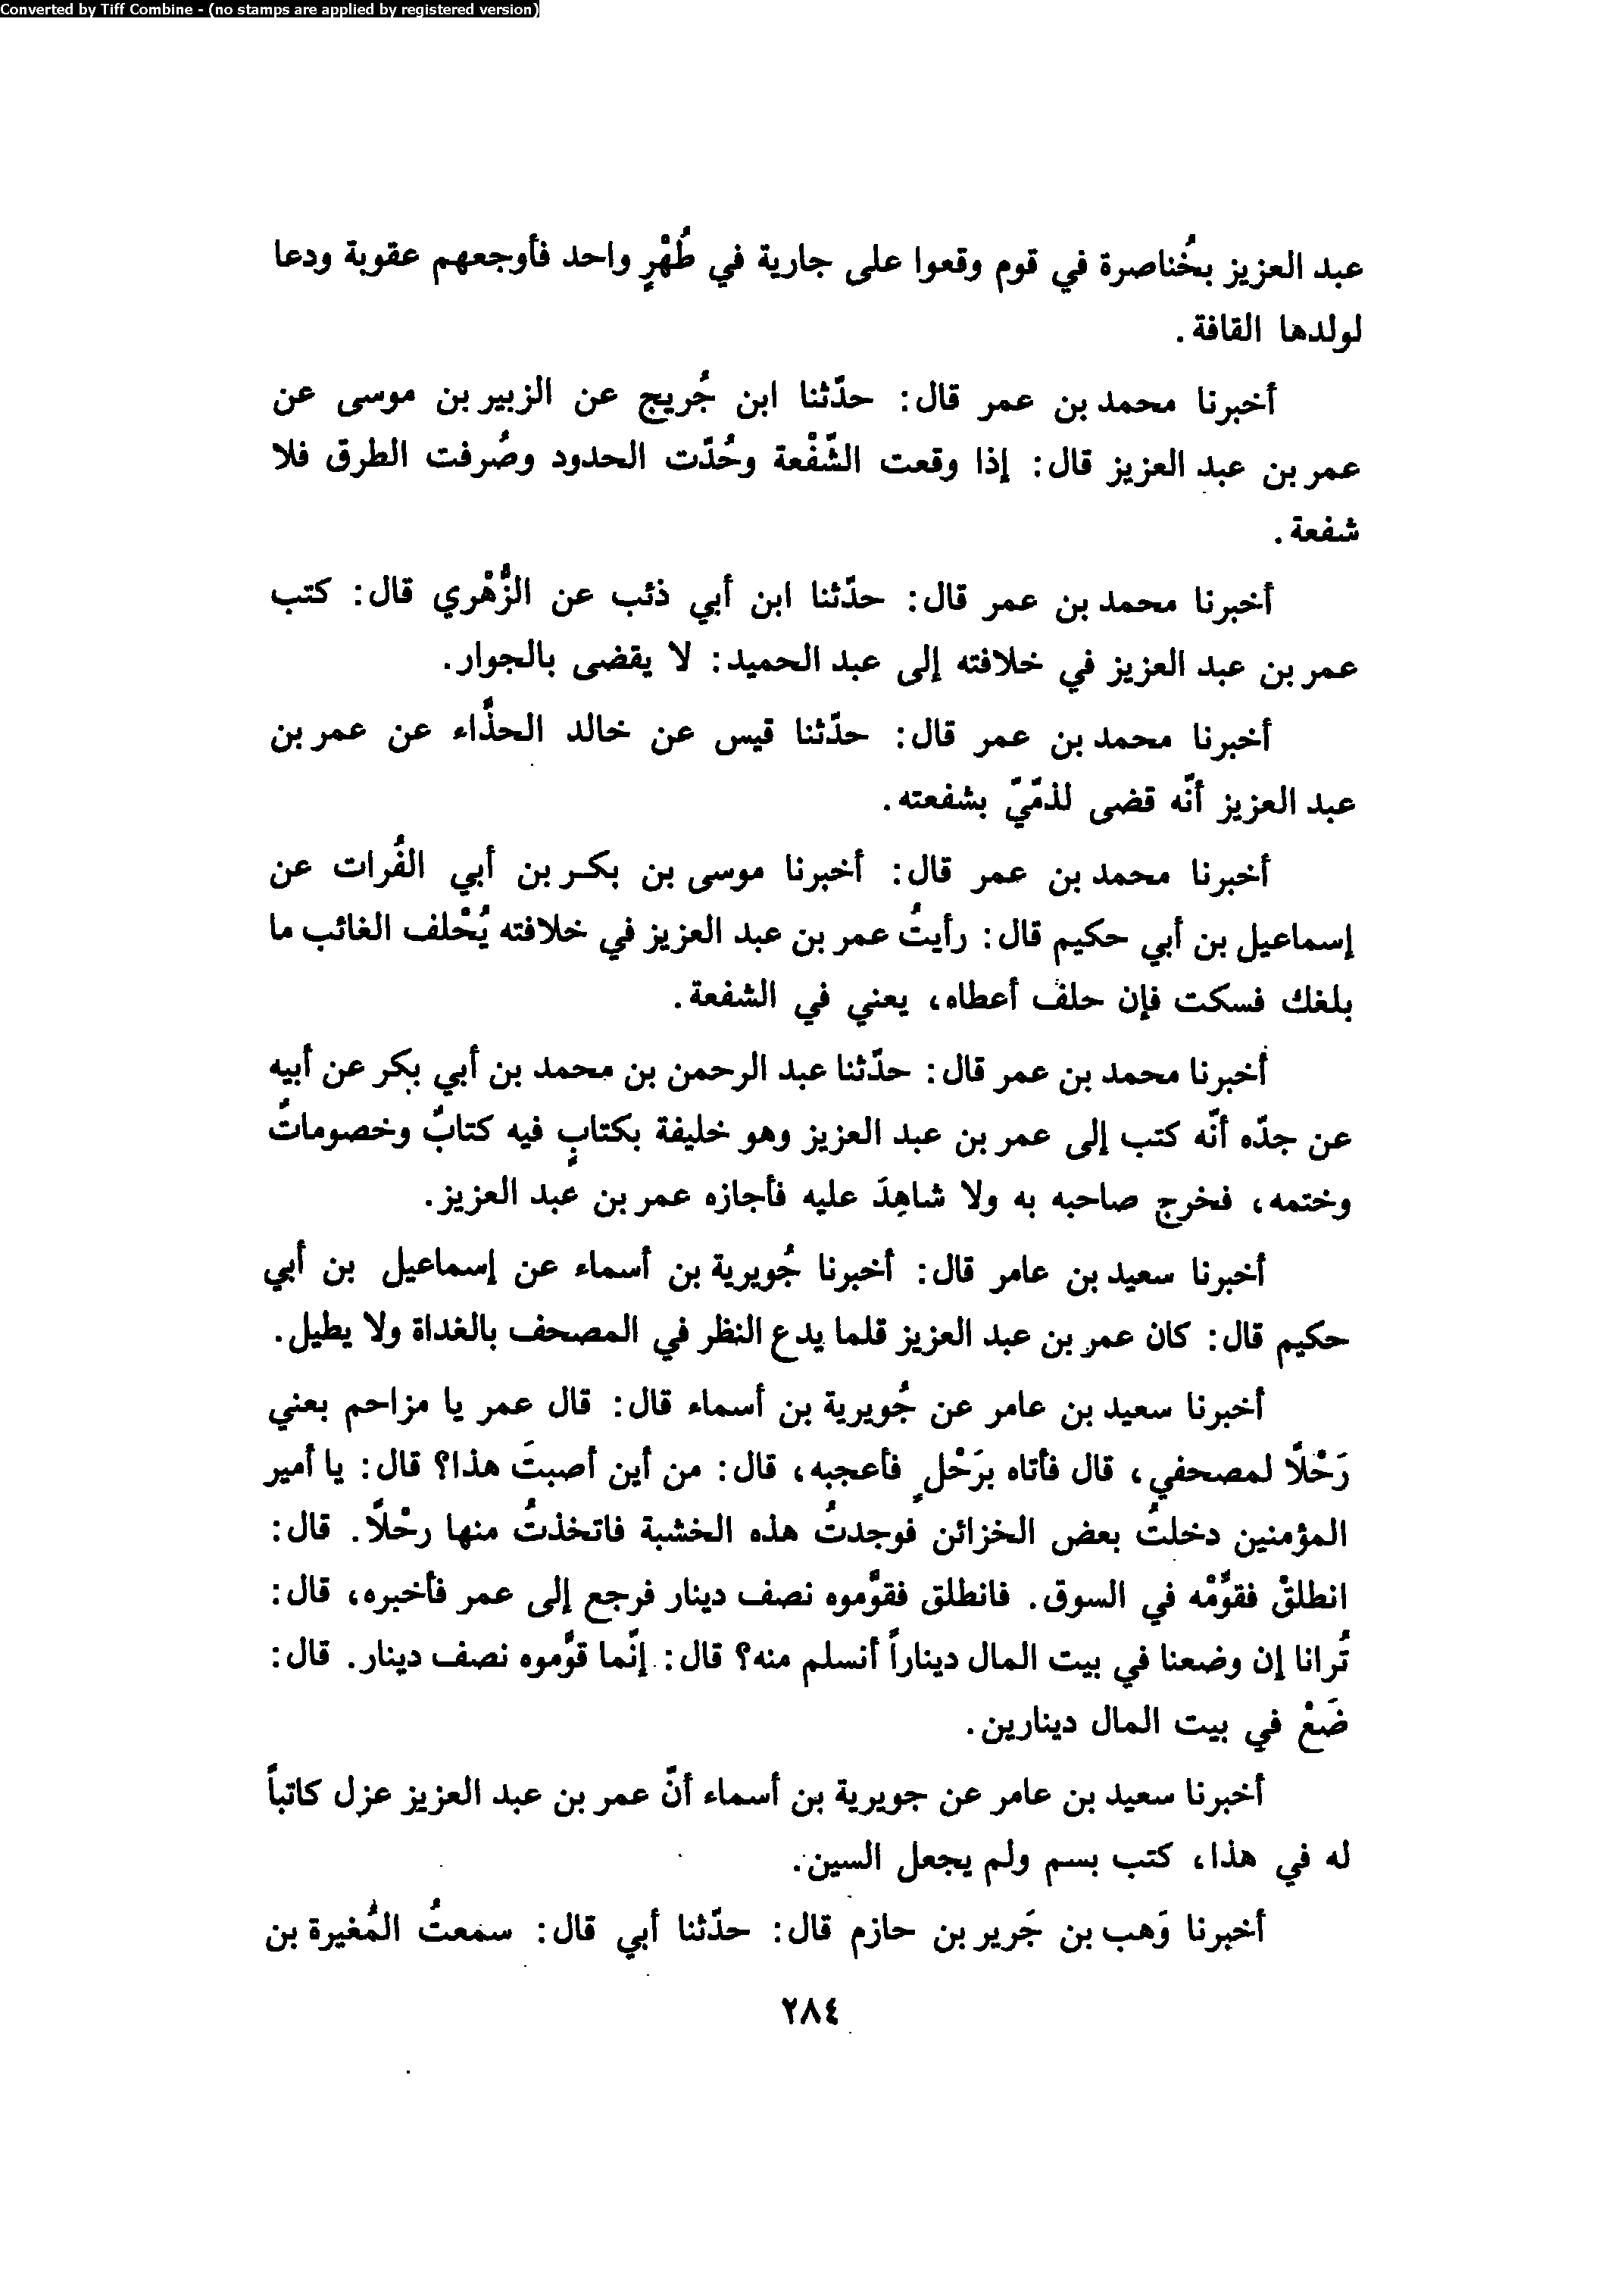 Converted by Tiff Combine - (no stamps are applied by registered version)
عبد العزيز بخُناصرة في قوم وقعوا على جارية في طُهْرٍ واحد فأوجعهم عقوبة ودعا
لولدها القافة.
أخبرنا محمد بن عمر قال: حدّثنا ابن جُريج عن الزبير بن موسى عن
عمر بن عبد العزيز قال: إذا وقعت الشّفْعة وحُدّت الحدود وصُرفت الطرق فلا
شفعة.
أخبرنا محمد بن عمر قال: حدّثنا ابن أبي ذئب عن الزُّهْري قال: كتب
عمر بن عبد العزيز في خلافته إلى عبد الحميد: لا يقضى بالجوار.
أخبرنا محمد بن عمر قال: حدّثنا قيس عن خالد الحذَّاء عن عمر بن
عبد العزيز أنّه قضى لذمّيّ بشفعته.
أخبرنا محمد بن عمر قال: أخبرنا موسى بن بكر بن أبي الفُرات عن
إسماعيل بن أبي حكيم قال: رأيتُ عمر بن عبد العزيز في خلافته يُحْلف الغائب ما
بلغك فسكت فإن حلف أعطاه، يعني في الشفعة.
أخبرنا محمد بن عمر قال: حدّثنا عبد الرحمن بن محمد بن أبي بكر عن أبيه
عن جدّه أنّه كتب إلى عمر بن عبد العزيز وهو خليفة بكتابٍ فيه كتابٌ وخصوماتٌ
وختمه، فخرج صاحبه به ولا شاهِدَ عليه فأجازه عمر بن عبد العزيز.
أخبرنا سعيد بن عامر قال: أخبرنا جُويرية بن أسماء عن إسماعيل بن أبي
حكيم قال: كان عمر بن عبد العزيز قلما يدع النظر في المصحف بالغداة ولا يطيل.
أخبرنا سعيد بن عامر عن جُويرية بن أسماء قال: قال عمر يا مزاحم بعني
رَحْلًا لمصحفي، قال فأتاه برَحْلٍ فأعجبه، قال: من أين أصبتَ هذا؟ قال: يا أمير
المؤمنين دخلتُ بعض الخزائن فوجدتُ هذه الخشبة فاتخذتُ منها رحْلًا. قال:
انطلقْ فقوِّمْه في السوق. فانطلق فقوَّموه نصف دينار فرجع إلى عمر فأخبره، قال:
تُرانا إن وضعنا في بيت المال ديناراً أنسلم منه؟ قال: إنّما قوَّموه نصف دينار. قال:
ضَعْ في بيت المال دينارين.
أخبرنا سعيد بن عامر عن جويرية بن أسماء أنّ عمر بن عبد العزيز عزل كاتباً
له في هذا، كتب بسم ولم يجعل السين.
أخبرنا وَهب بن جَرير بن حازم قال: حدّثنا أبي قال: سمعتُ المُغيرة بن
٢٨٤